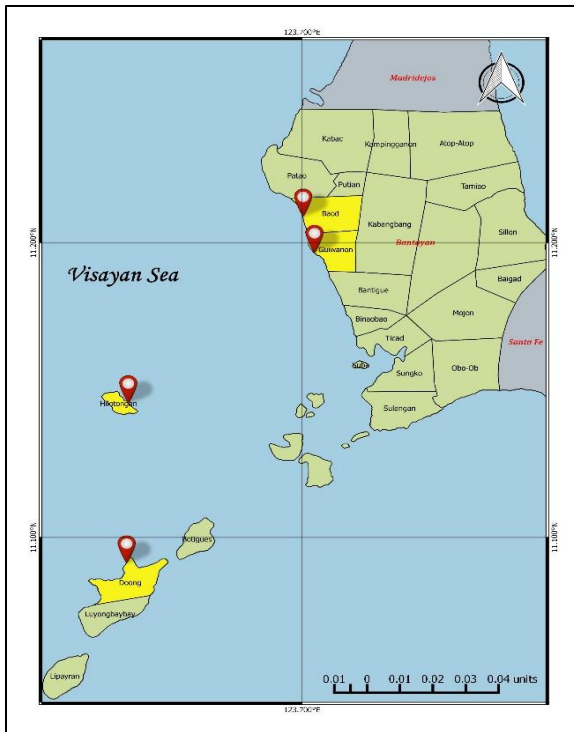 123.700°E
Madridejos
Kabac
Kampingganon
Atop-Atop
Patao
Putian
Tamiao
Baod
Kabangbang
Sillon
11.200°N
11.200°N
Guiwanon
Bantayan
Visayan Sea
Baigad
Bantigue
Mojon
Binaobao
Ticad
Santa Fe
Suba
Sungko
Obo-Ob
Hilotongan
Sulangan
11.100°N
11.100°N
Botigues
Doong
Luyongbaybay
Lipayran
0.01 0 0.01 0.02 0.03 0.04 units
123.700°E